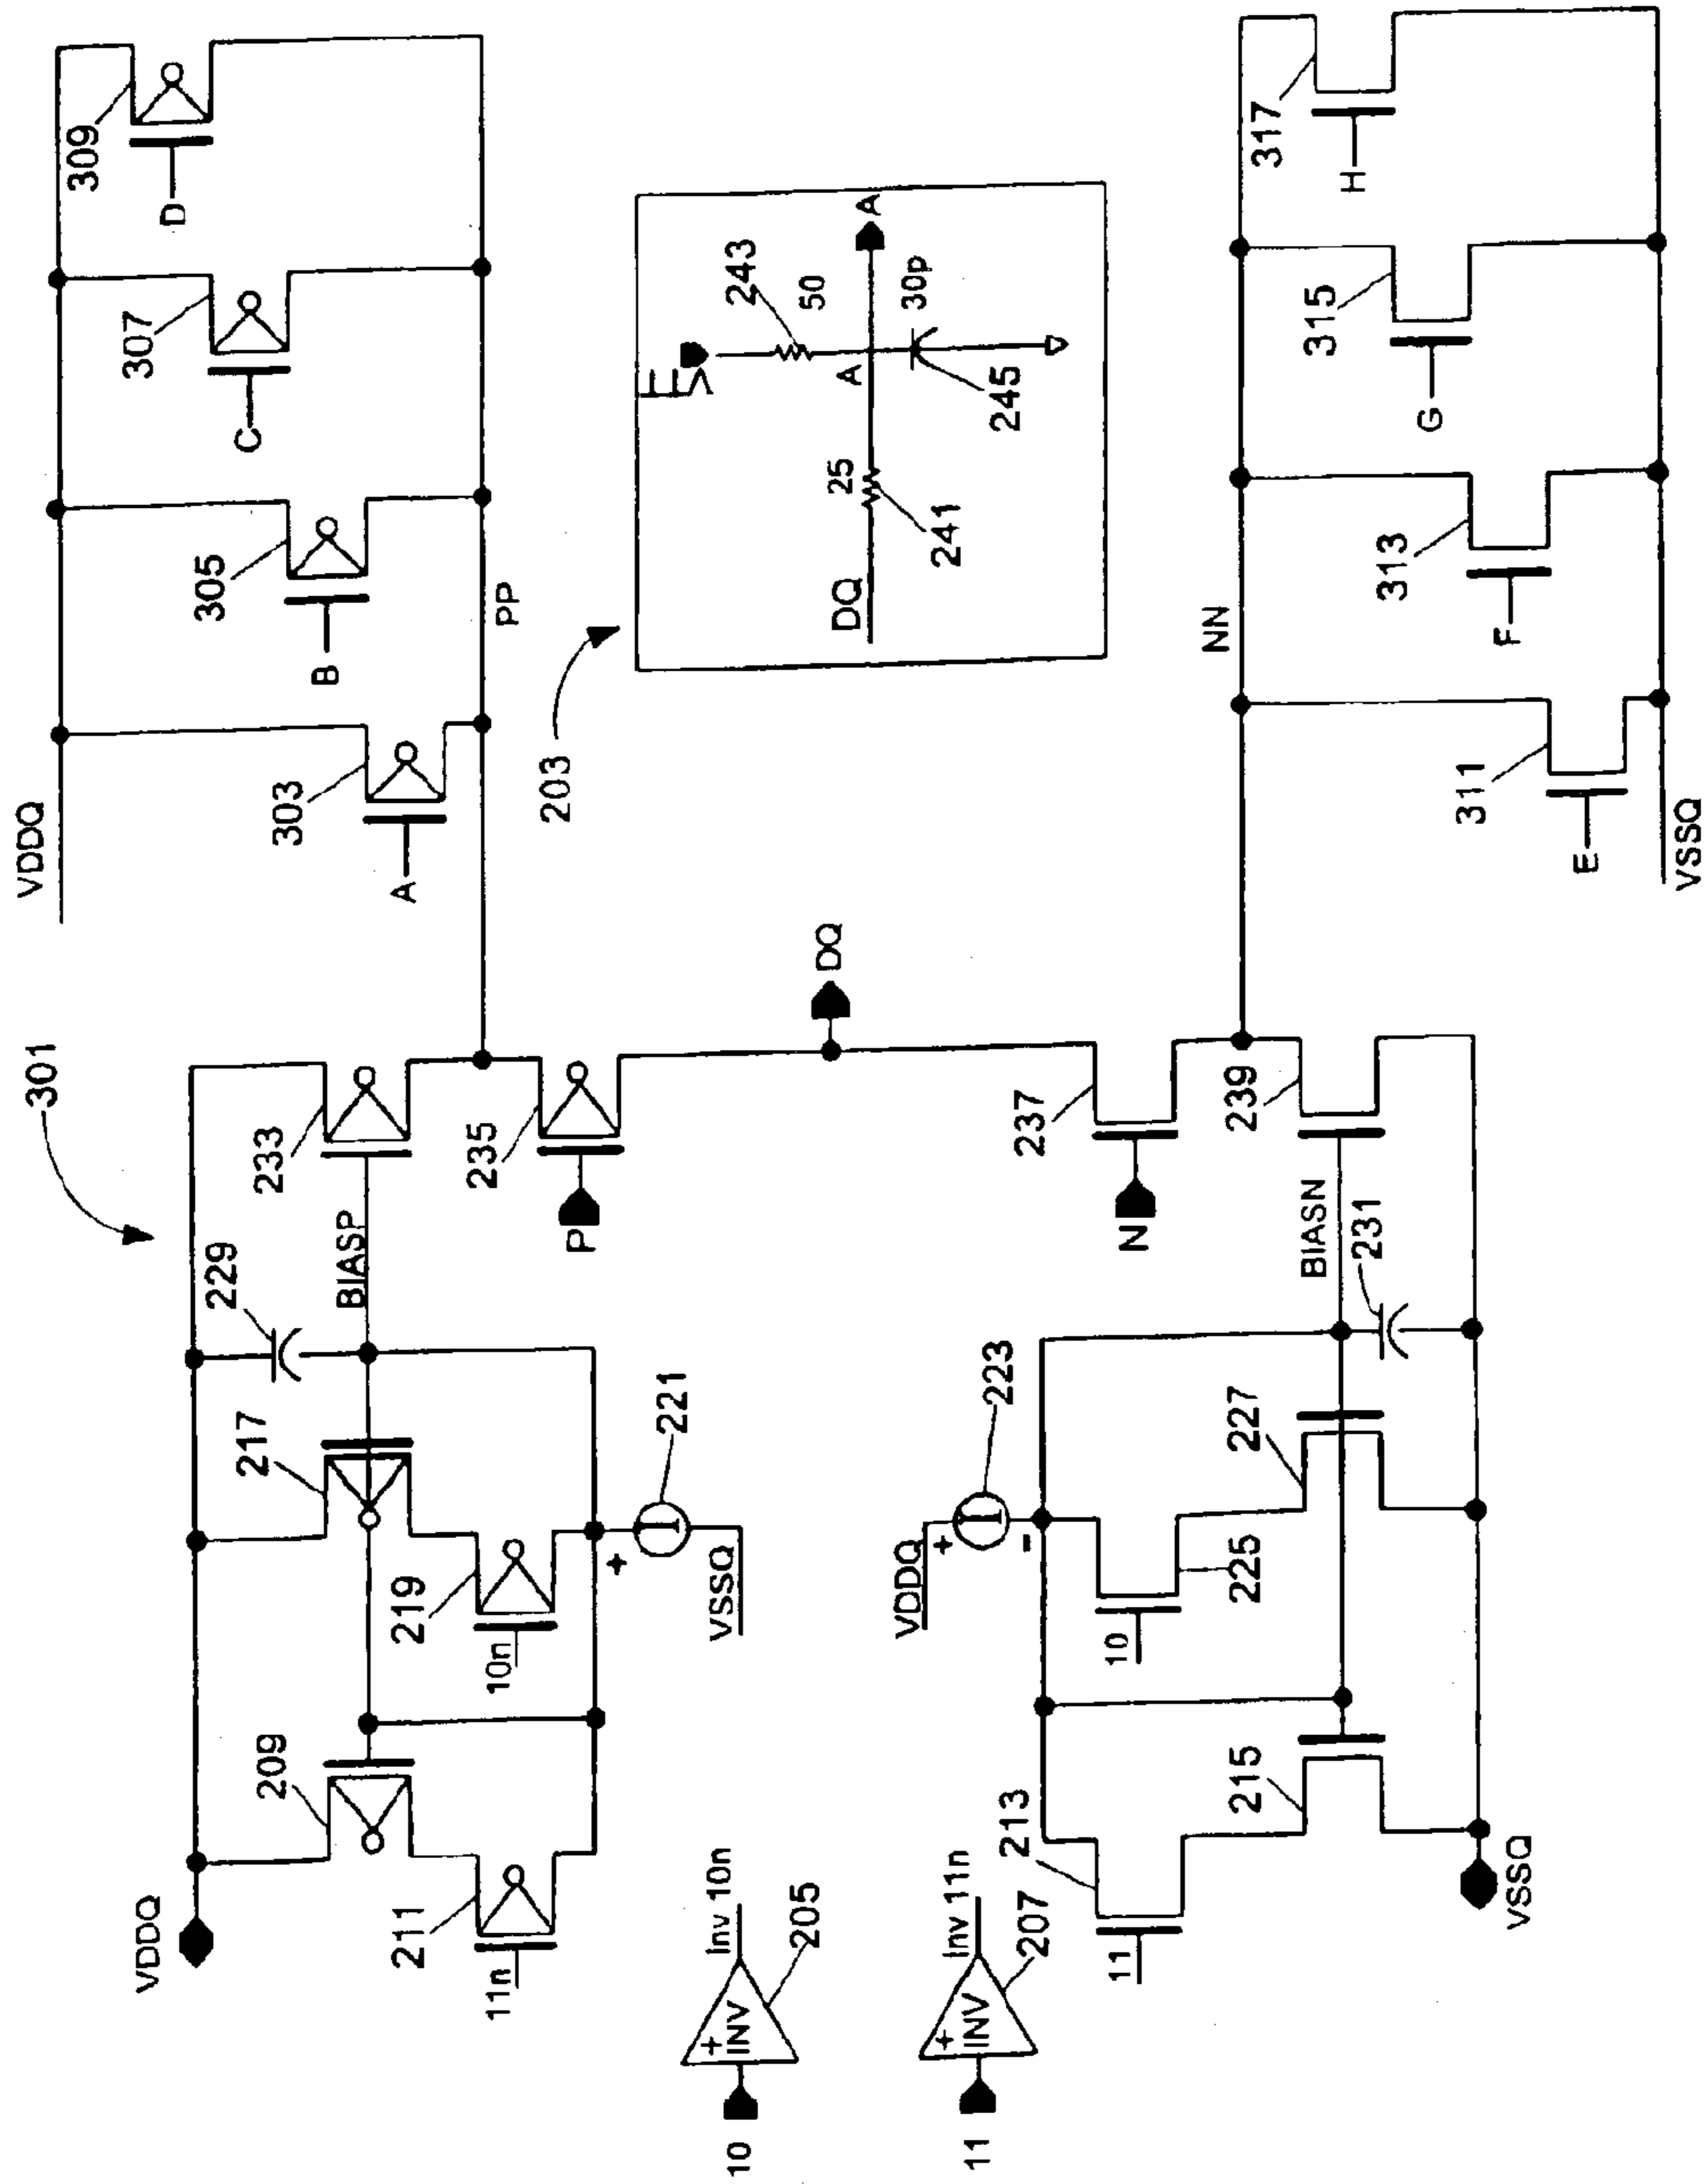 301
VDDQ
209
217
229
BIASP
233
211
11n
219
10n
221
+
VSSQ
235
P
DQ
10
+
INV
Inv 10n
205
11
+
INV
Inv 11n
207
VDDQ
+
-
223
213
11
10
225
215
227
BIASN
231
237
N
239
VSSQ
VDDQ
303
A
305
B
307
C
309
D
PP
203
DQ
25
241
A
VTT
243
50
30p
245
A
NN
311
E
313
F
315
G
317
H
VSSQ